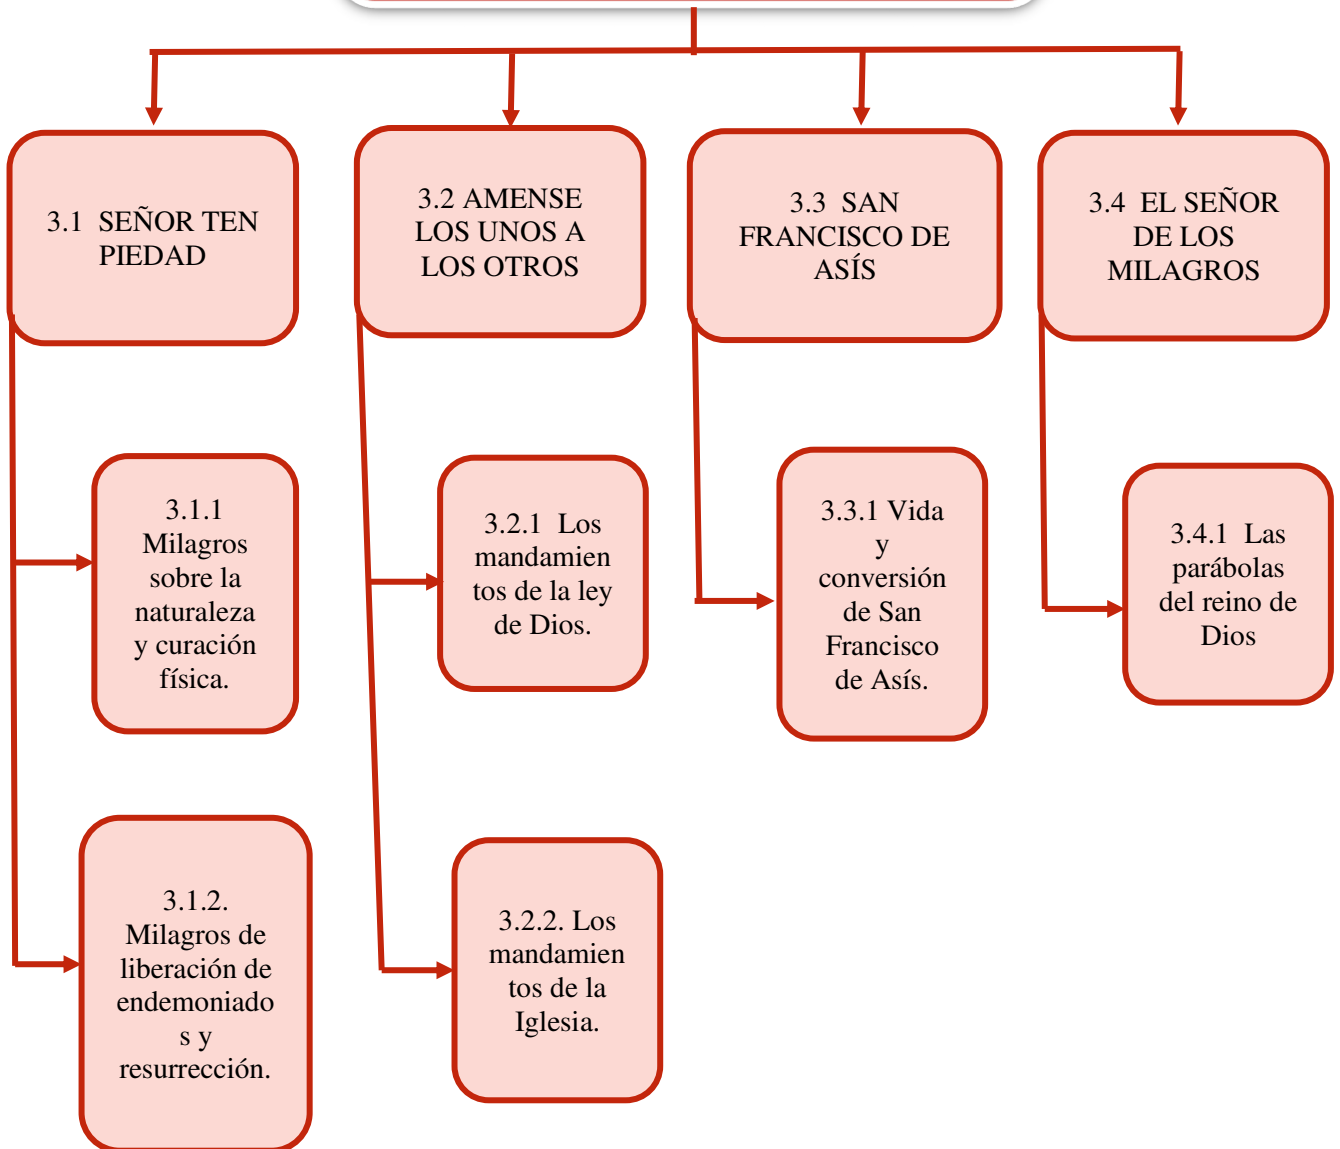 3.1 SEÑOR TEN
PIEDAD
3.2 AMENSE
LOS UNOS A
LOS OTROS
3.3 SAN
FRANCISCO DE
ASÍS
3.4 EL SEÑOR
DE LOS
MILAGROS
3.1.1
Milagros
sobre la
naturaleza
y curación
física.
3.2.1 Los
mandamien
tos de la ley
de Dios.
3.3.1 Vida
y
conversión
de San
Francisco
de Asís.
3.4.1 Las
parábolas
del reino de
Dios
3.1.2.
Milagros de
liberación de
endemoniado
s y
resurrección.
3.2.2. Los
mandamien
tos de la
Iglesia.